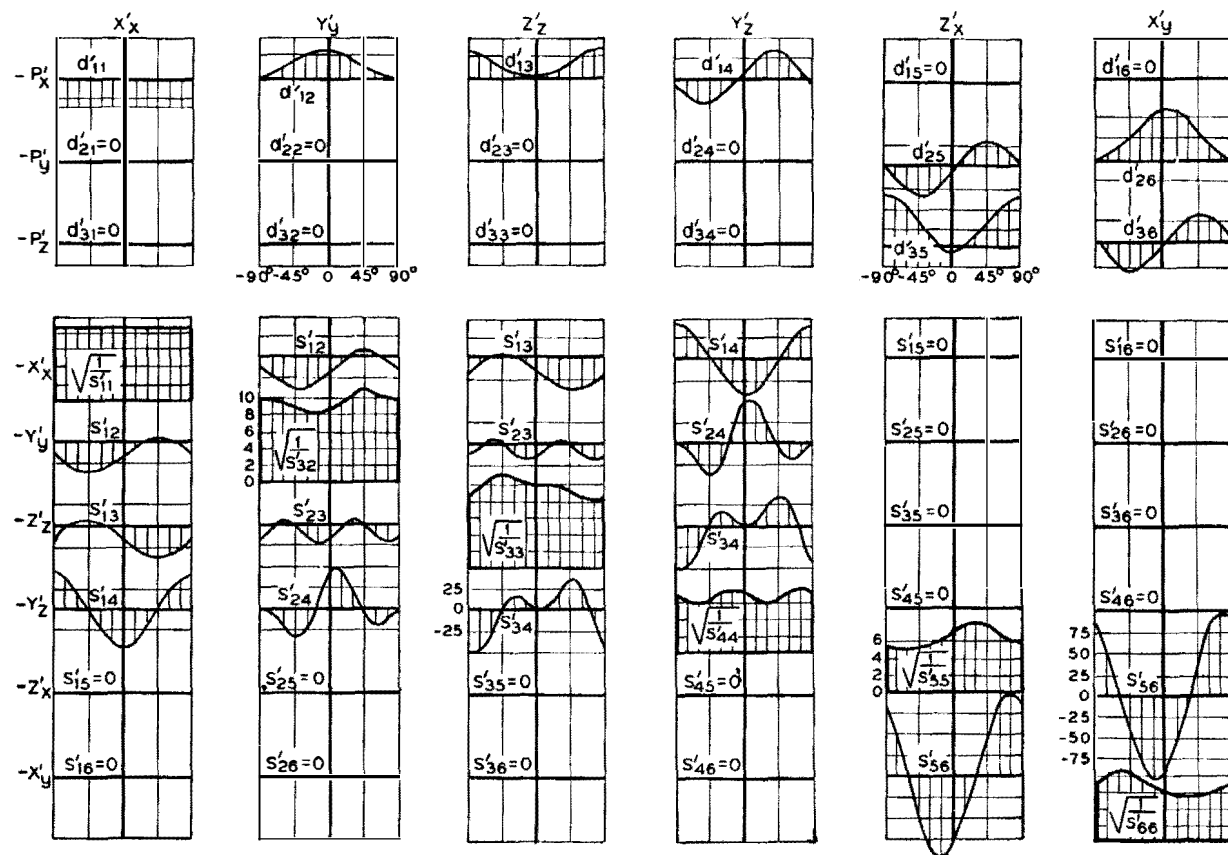 X'x Y'y Z'z Y'z Z'x X'y
-P'x d'11 d'12 d'13 d'14 d'15=0 d'16=0
-P'y d'21=0 d'22=0 d'23=0 d'24=0 d'25 d'26
-P'z d'31=0 d'32=0 d'33=0 d'34=0 d'35 d'36
-90° -45° 0 45° 90° -90° -45° 0 45° 90°
-X'x √1/S'11 S'12 S'13 S'14 S'15=0 S'16=0
10
8
6
4
2
0
-Y'y S'12 √1/S'32 S'23 S'24 S'25=0 S'26=0
-Z'z S'13 S'23 √1/S'33 S'34 S'35=0 S'36=0
25
0
-25
-Y'z S'14 S'24 S'34 √1/S'44 S'45=0 S'46=0
6
4
2
0
-Z'x S'15=0 S'25=0 S'35=0 S'45=0 √1/S'55 S'56
75
50
25
0
-25
-50
-75
-X'y S'16=0 S'26=0 S'36=0 S'46=0 S'56 √1/S'66